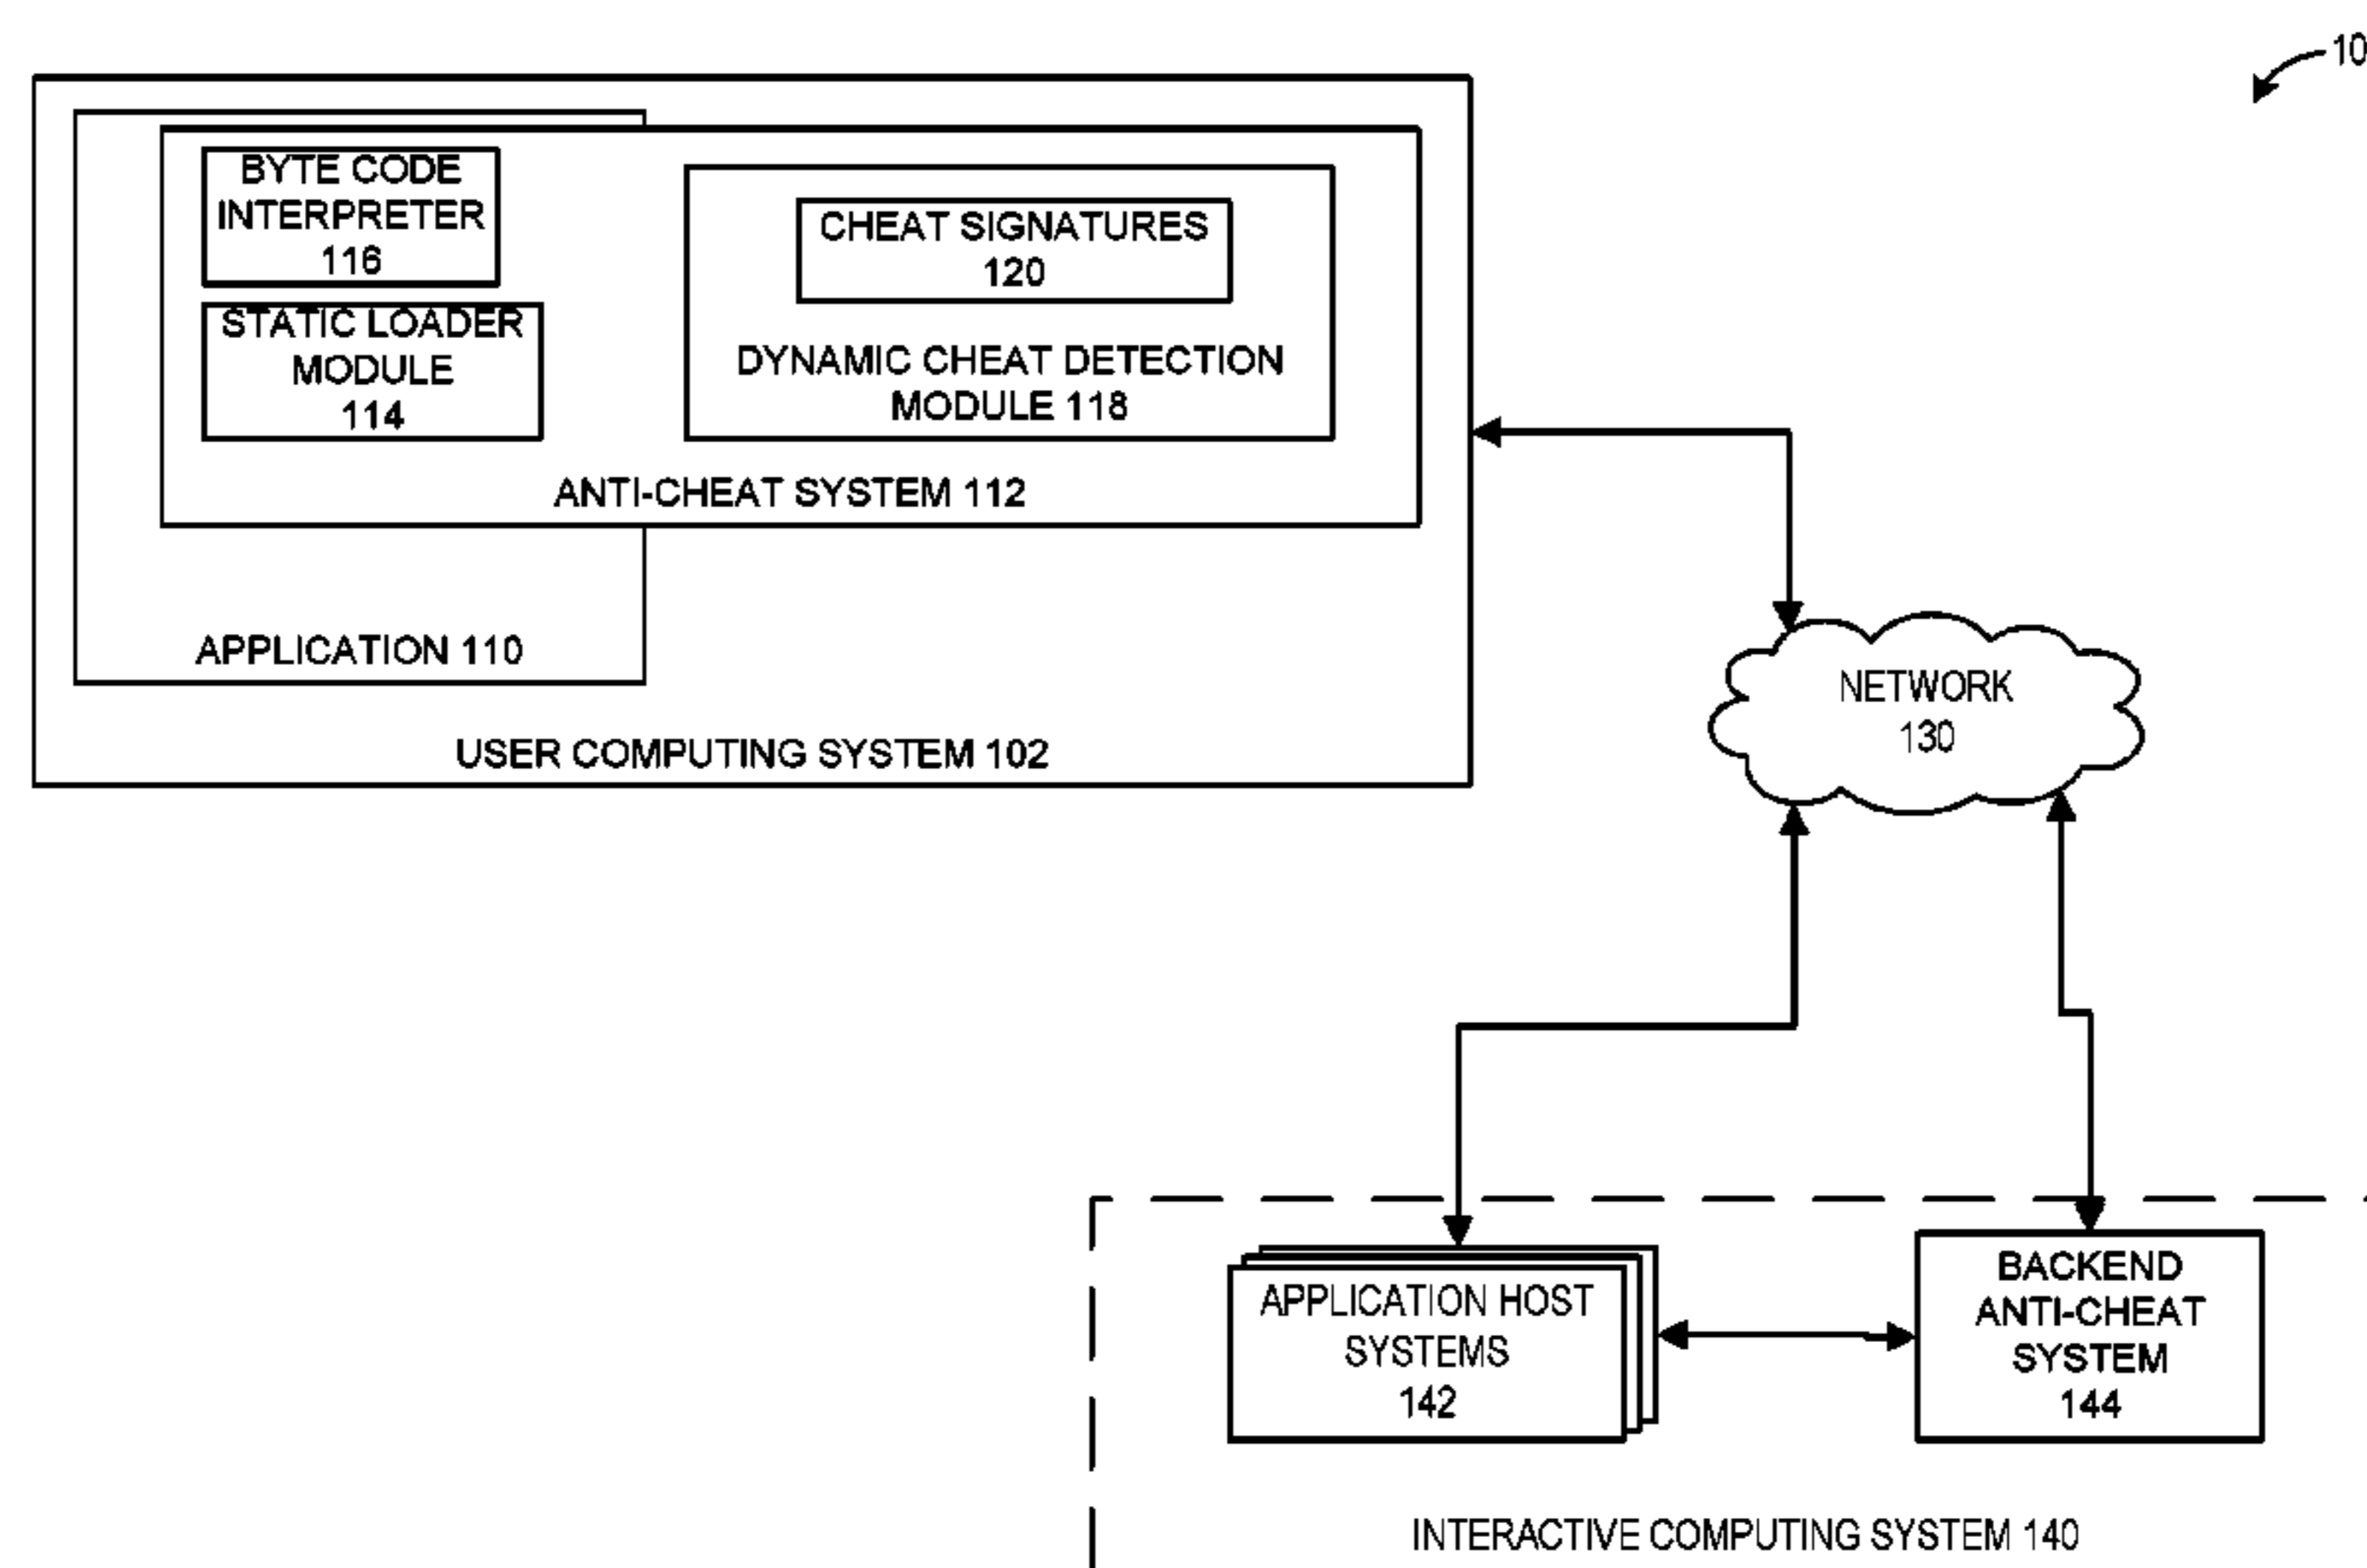 10
BYTE CODE
INTERPRETER
116
STATIC LOADER
MODULE
114
CHEAT SIGNATURES
120
DYNAMIC CHEAT DETECTION
MODULE 118
ANTI-CHEAT SYSTEM 112
APPLICATION 110
USER COMPUTING SYSTEM 102
NETWORK
130
APPLICATION HOST
SYSTEMS
142
BACKEND
ANTI-CHEAT
SYSTEM
144
INTERACTIVE COMPUTING SYSTEM 140